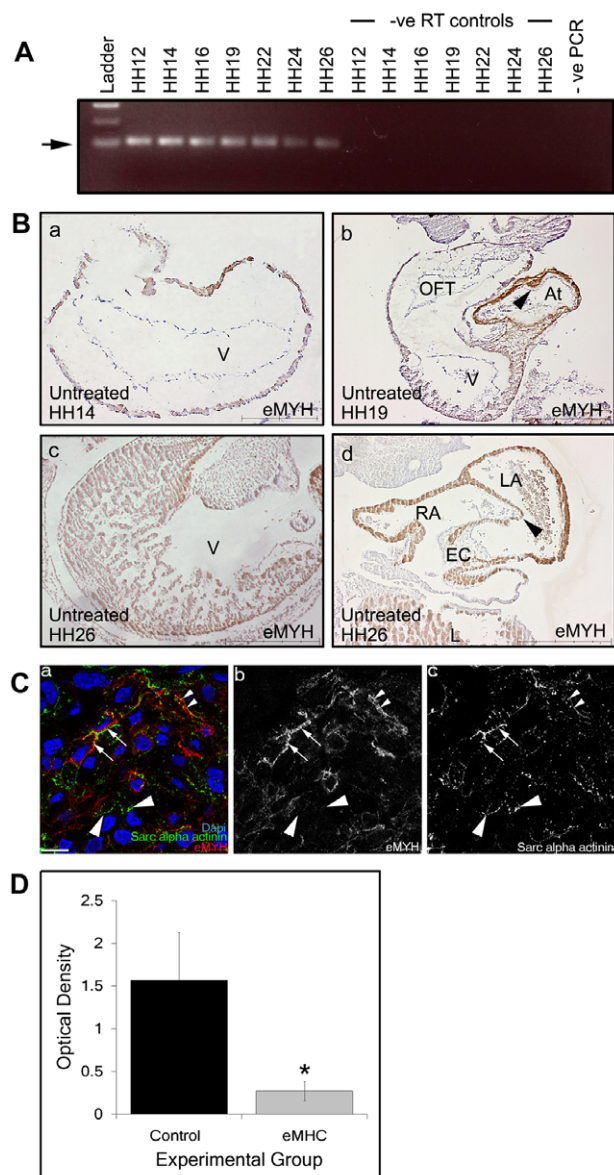 A
-ve RT controls
Ladder HH12 HH14 HH16 HH19 HH22 HH24 HH26 HH12 HH14 HH16 HH19 HH22 HH24 HH26 - ve PCR
B
a
V
Untreated
HH14
eMYH
b
OFT
At
V
Untreated
HH19
eMYH
c
V
Untreated
HH26
eMYH
d
LA
RA
EC
L
Untreated
HH26
eMYH
C
a
Dapi
Sarc alpha actinin
eMYH
b
eMYH
c
Sarc alpha actinin
D
Optical Density
2.5
2
1.5
1
0.5
0
*
Control eMHC
Experimental Group